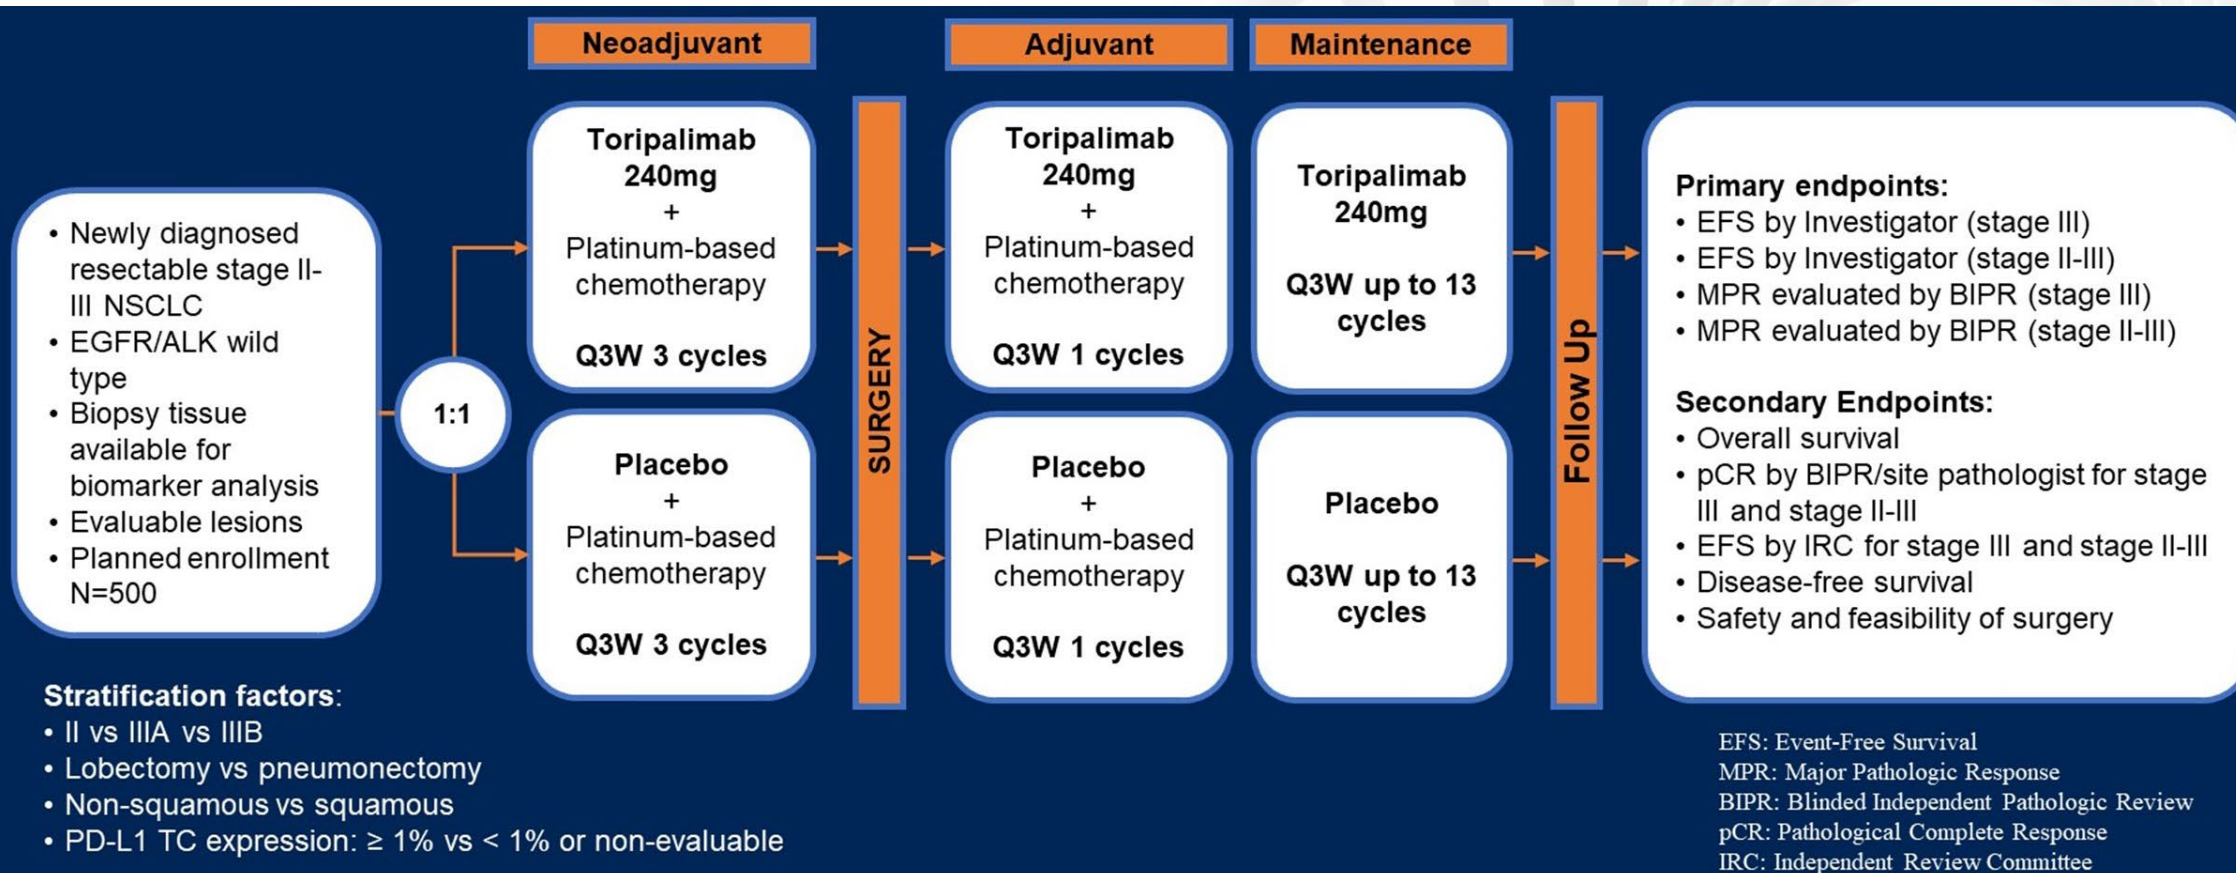 Neoadjuvant
Adjuvant
Maintenance
• Newly diagnosed
resectable stage II-
III NSCLC
• EGFR/ALK wild
type
• Biopsy tissue
available for
biomarker analysis
• Evaluable lesions
• Planned enrollment
N=500
1:1
Toripalimab
240mg
+
Platinum-based
chemotherapy
Q3W 3 cycles
Placebo
+
Platinum-based
chemotherapy
Q3W 3 cycles
SURGERY
Toripalimab
240mg
+
Platinum-based
chemotherapy
Q3W 1 cycles
Placebo
+
Platinum-based
chemotherapy
Q3W 1 cycles
Toripalimab
240mg
Q3W up to 13
cycles
Placebo
Q3W up to 13
cycles
Follow Up
Primary endpoints:
• EFS by Investigator (stage III)
• EFS by Investigator (stage II-III)
• MPR evaluated by BIPR (stage III)
• MPR evaluated by BIPR (stage II-III)
Secondary Endpoints:
• Overall survival
• pCR by BIPR/site pathologist for stage
III and stage II-III
• EFS by IRC for stage III and stage II-III
• Disease-free survival
• Safety and feasibility of surgery
Stratification factors:
• II vs IIIA vs IIIB
• Lobectomy vs pneumonectomy
• Non-squamous vs squamous
• PD-L1 TC expression: ≥ 1% vs < 1% or non-evaluable
EFS: Event-Free Survival
MPR: Major Pathologic Response
BIPR: Blinded Independent Pathologic Review
pCR: Pathological Complete Response
IRC: Independent Review Committee